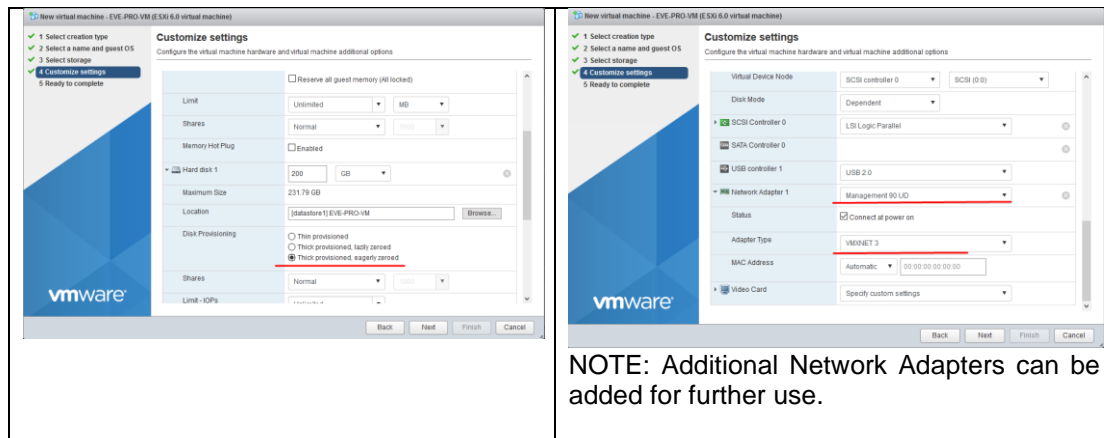 New virtual machine - EVE-PRO-VM (ESXi 6.0 virtual machine)
1 Select creation type
2 Select a name and guest OS
3 Select storage
4 Customize settings
5 Ready to complete
Customize settings
Configure the virtual machine hardware and virtual machine additional options
Reserve all guest memory (All locked)
Limit Unlimited MB
Shares Normal
Memory Hot Plug Enabled
Hard disk 1 200 GB
Maximum Size 231.79 GB
Location [datastore1] EVE-PRO-VM Browse...
Disk Provisioning
Thin provisioned
Thick provisioned, lazily zeroed
Thick provisioned, eagerly zeroed
Shares Normal
Limit - IOPs Unlimited
vmware
Back Next Finish Cancel
New virtual machine - EVE-PRO-VM (ESXi 6.0 virtual machine)
1 Select creation type
2 Select a name and guest OS
3 Select storage
4 Customize settings
5 Ready to complete
Customize settings
Configure the virtual machine hardware and virtual machine additional options
Virtual Device Node SCSI controller 0 SCSI (0:0)
Disk Mode Dependent
SCSI Controller 0 LSI Logic Parallel
SATA Controller 0
USB controller 1 USB 2.0
Network Adapter 1 Management 90 UD
Status Connect at power on
Adapter Type VMXNET 3
MAC Address Automatic 00:00:00:00:00:00
Video Card Specify custom settings
vmware
Back Next Finish Cancel
NOTE: Additional Network Adapters can be
added for further use.